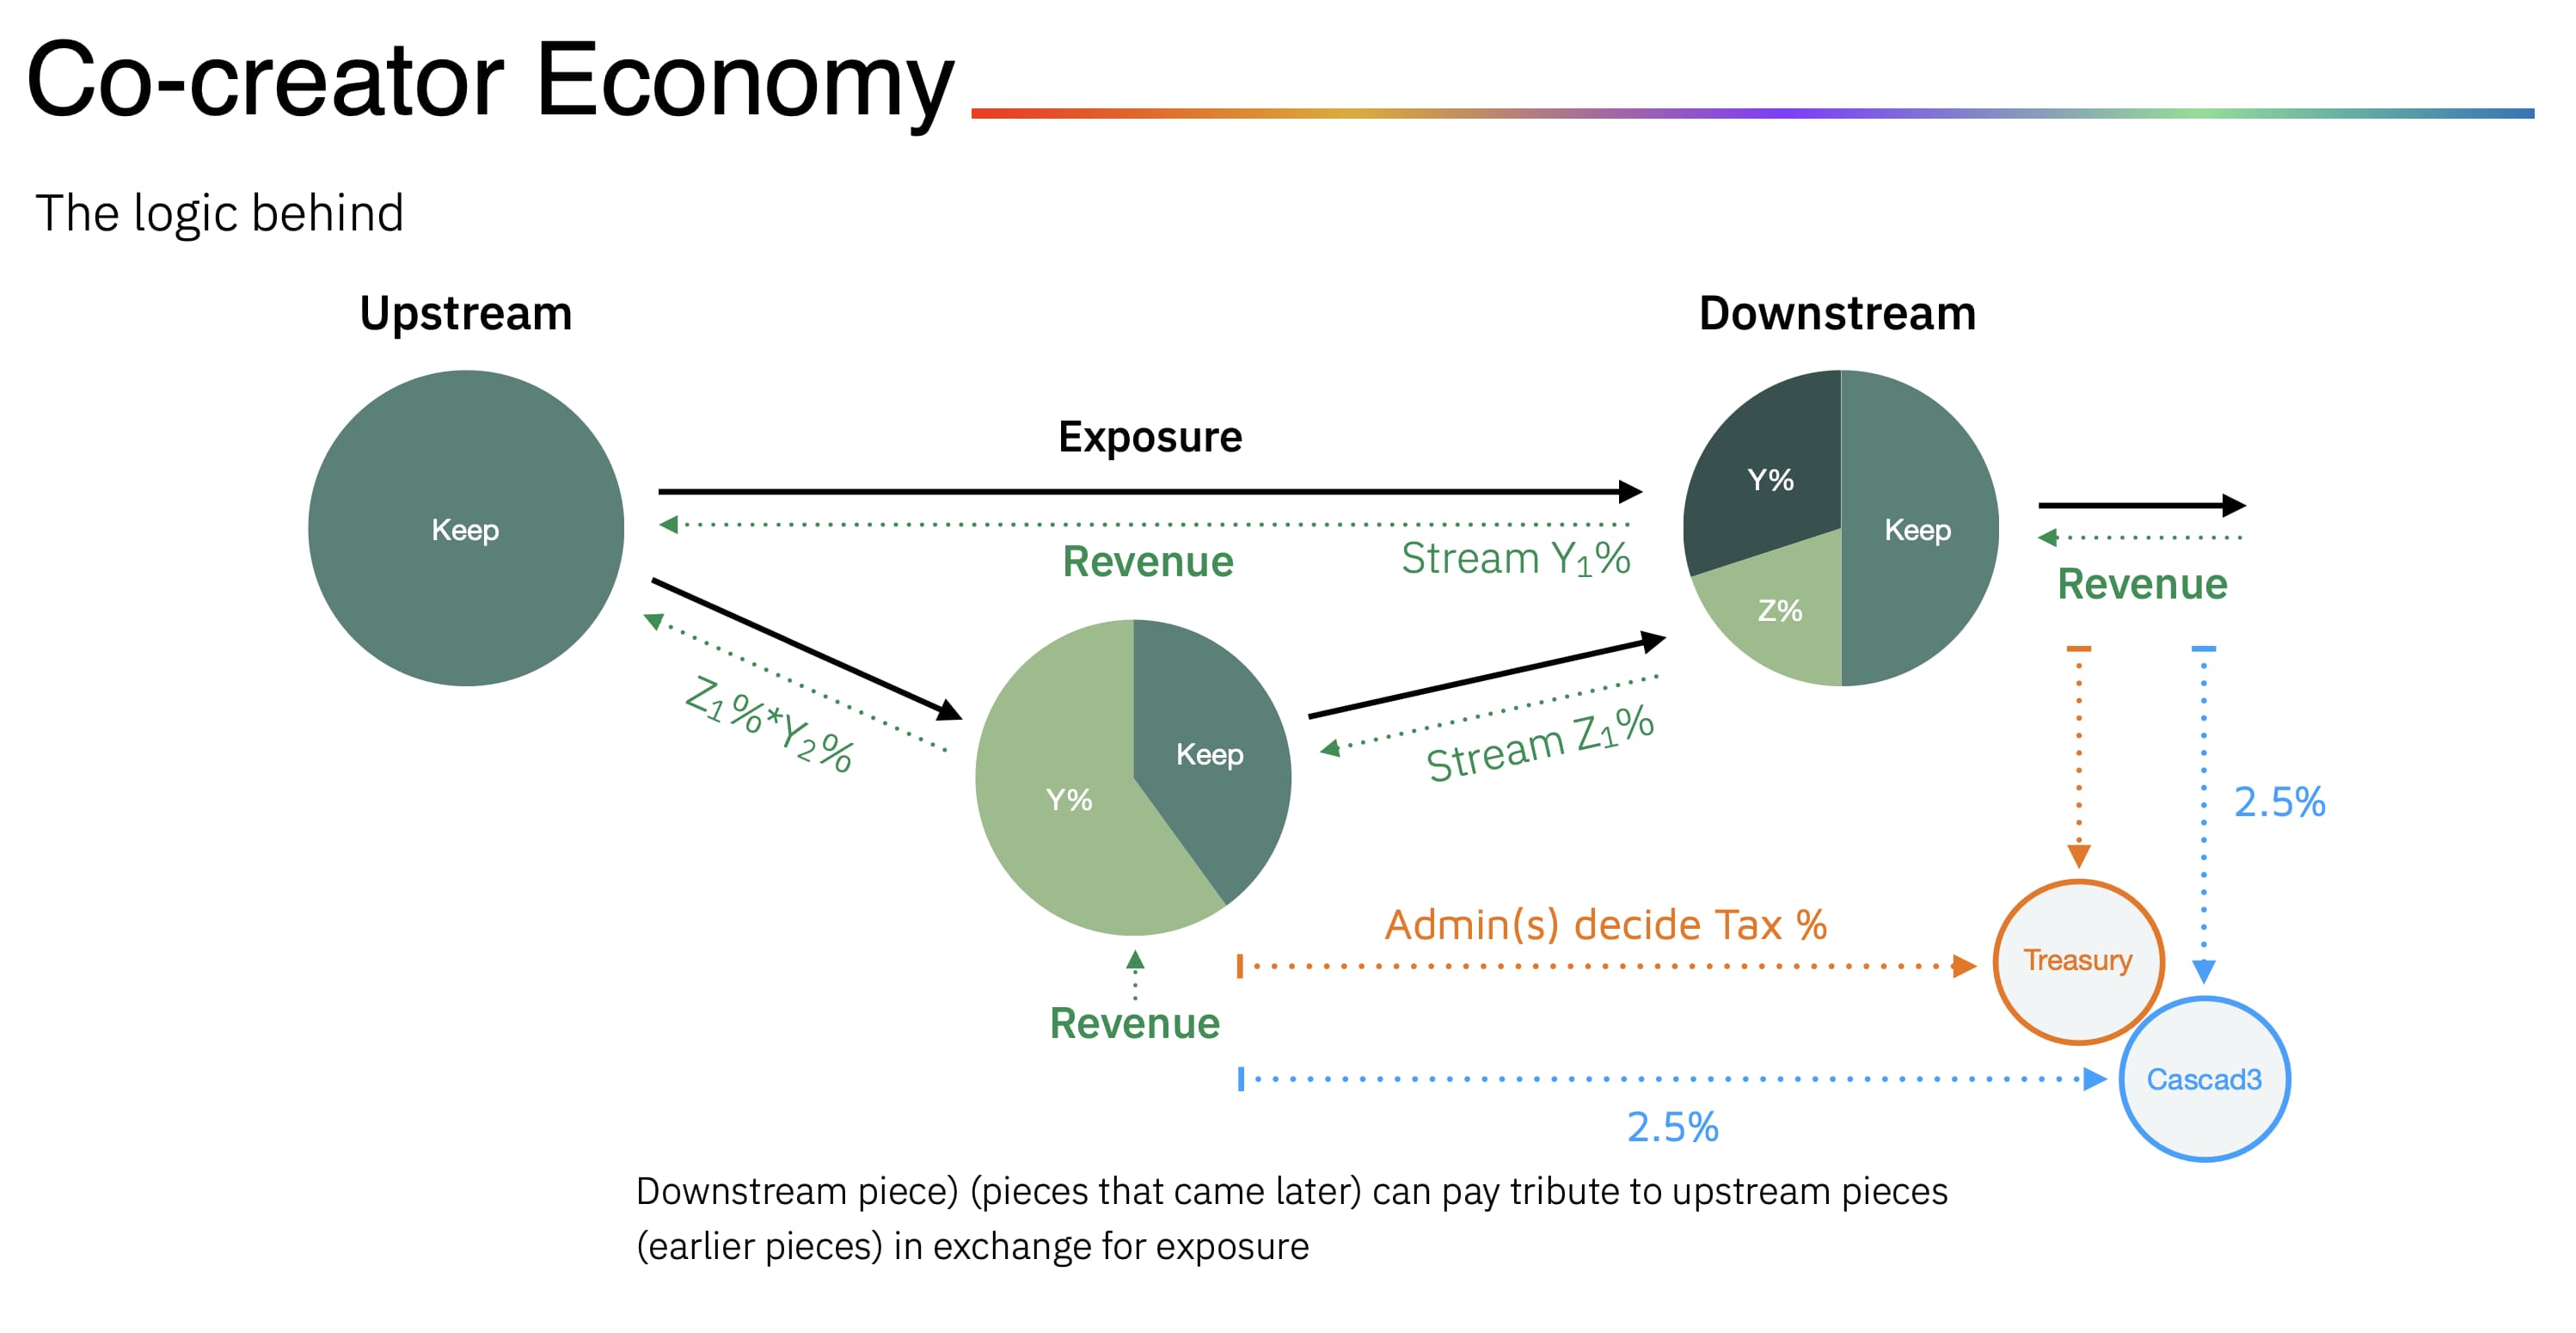 Co-creator Economy
The logic behind
Upstream
Downstream
Exposure
Keep
Y%
Z%
Keep
Revenue
Stream Y₁%
Revenue
Z₁%*Y₂%
Y%
Keep
Stream Z₁%
2.5%
Admin(s) decide Tax %
Treasury
Revenue
Cascad3
2.5%
Downstream piece) (pieces that came later) can pay tribute to upstream pieces
(earlier pieces) in exchange for exposure